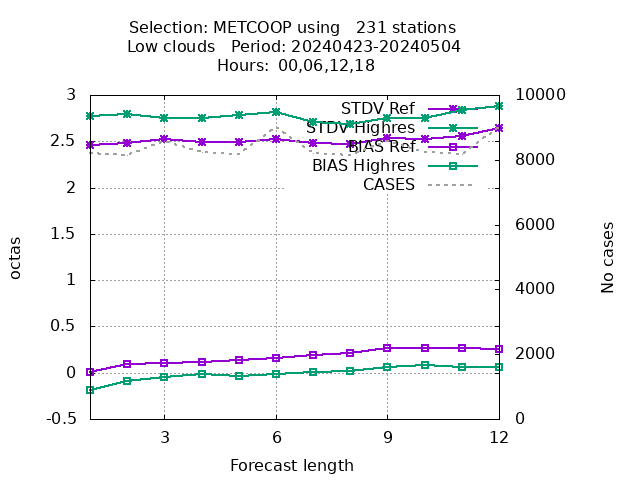 Selection: METCOOP using   231 stations
Low clouds   Period: 20240423-20240504
Hours:  00,06,12,18
3
2.5
2
1.5
1
0.5
0
-0.5
octas
10000
8000
6000
4000
2000
0
No cases
STDV Ref
STDV Highres
BIAS Ref
BIAS Highres
CASES
3
6
9
12
Forecast length